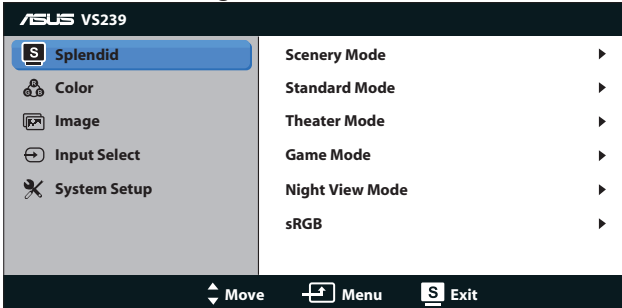 ASUS VS239
S Splendid
Color
Image
Input Select
System Setup
Scenery Mode
Standard Mode
Theater Mode
Game Mode
Night View Mode
sRGB
Move Menu S Exit